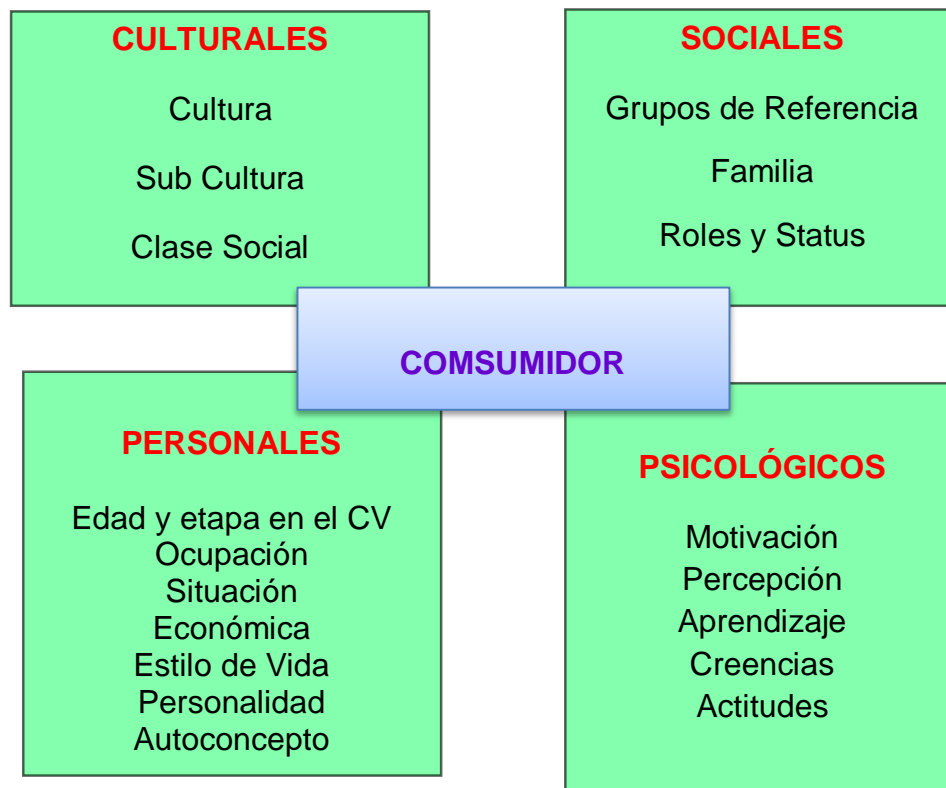 CULTURALES
Cultura
Sub Cultura
Clase Social
SOCIALES
Grupos de Referencia
Familia
Roles y Status
COMSUMIDOR
PERSONALES
Edad y etapa en el CV
Ocupación
Situación
Económica
Estilo de Vida
Personalidad
Autoconcepto
PSICOLÓGICOS
Motivación
Percepción
Aprendizaje
Creencias
Actitudes